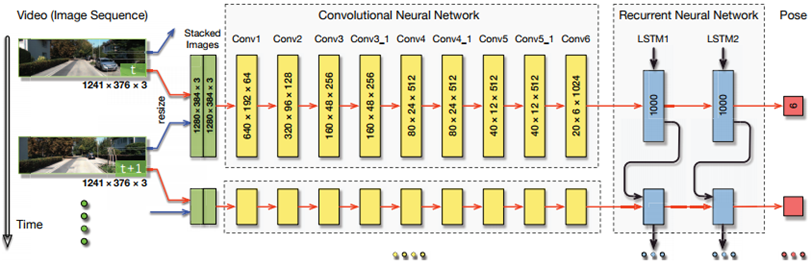 Video (Image Sequence)
Convolutional Neural Network
Recurrent Neural Network
Pose
Stacked
Images
Conv1
Conv2
Conv3
Conv3_1
Conv4
Conv4_1
Conv5
Conv5_1
Conv6
LSTM1
LSTM2
t
1241 × 376 × 3
resize
1280 × 384 × 3
1280 × 384 × 3
640 × 192 × 64
320 × 96 × 128
160 × 48 × 256
160 × 48 × 256
80 × 24 × 512
80 × 24 × 512
40 × 12 × 512
40 × 12 × 512
20 × 6 × 1024
1000
1000
6
t+1
1241 × 376 × 3
Time